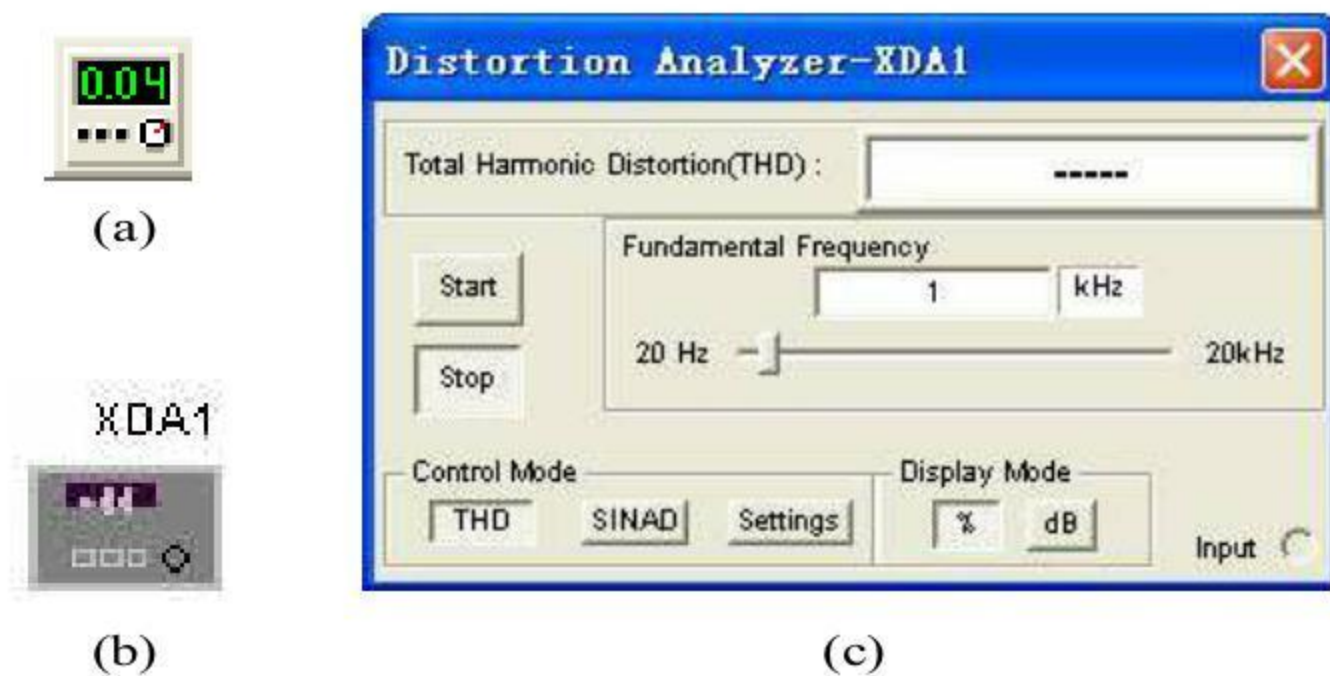 0.04
(a)
XDA1
(b)
Distortion Analyzer-XDA1
Total Harmonic Distortion(THD) : -----
Start
Stop
Fundamental Frequency
1 kHz
20 Hz 20kHz
Control Mode
THD SINAD Settings
Display Mode
% dB
Input
(c)